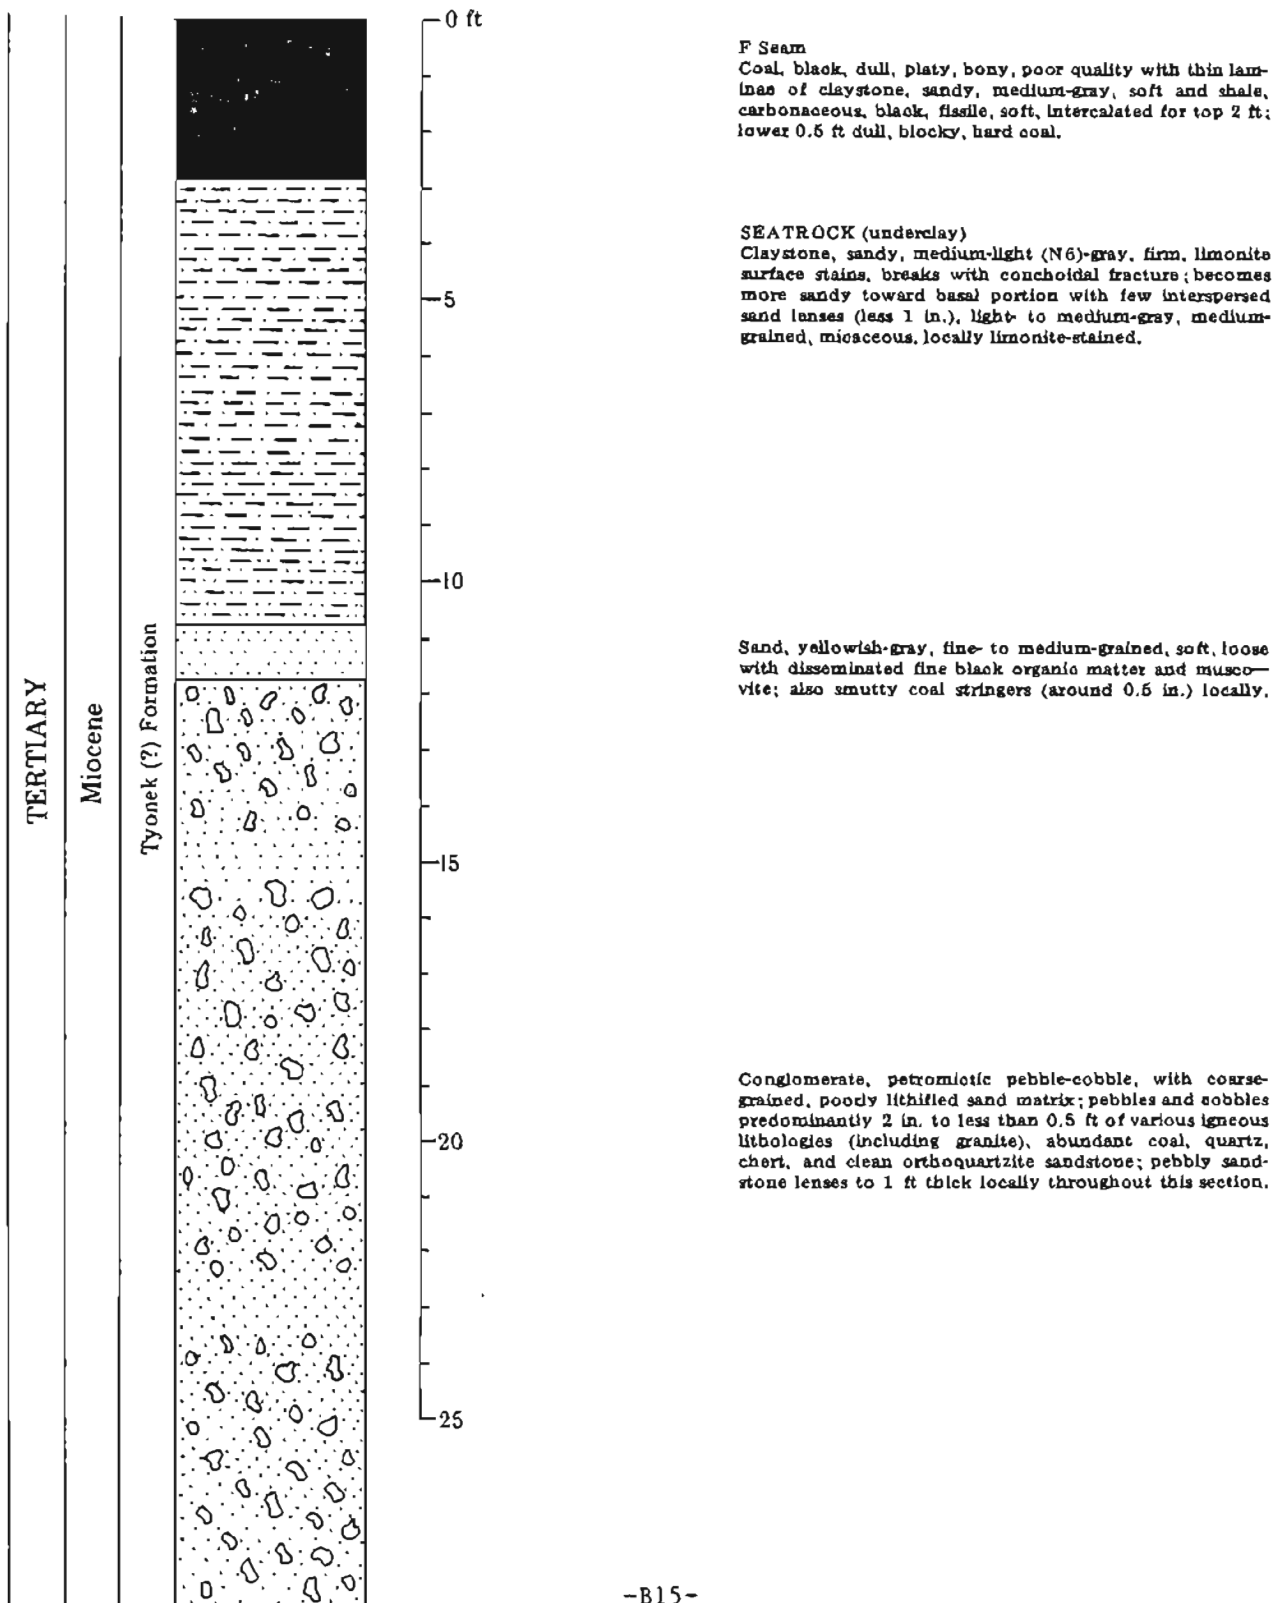 0 ft
F Seam
Coal, black, dull, platy, bony, poor quality with thin lam-
inae of claystone, sandy, medium-gray, soft and shale,
carbonaceous, black, fissile, soft, intercalated for top 2 ft;
lower 0.5 ft dull, blocky, hard coal.
SEATROCK (underclay)
Claystone, sandy, medium-light (N6)-gray, firm, limonite
surface stains, breaks with conchoidal fracture; becomes
more sandy toward basal portion with few interspersed
sand lenses (less 1 in.), light- to medium-gray, medium-
grained, micaceous, locally limonite-stained.
5
10
Sand, yellowish-gray, fine- to medium-grained, soft, loose
with disseminated fine black organic matter and musco—
vite; also smutty coal stringers (around 0.5 in.) locally.
TERTIARY
Miocene
Tyonek (?) Formation
15
Conglomerate, petromictic pebble-cobble, with coarse-
grained, poorly lithified sand matrix; pebbles and cobbles
predominantly 2 in. to less than 0.5 ft of various igneous
lithologies (including granite), abundant coal, quartz,
chert, and clean orthoquartzite sandstone; pebbly sand-
stone lenses to 1 ft thick locally throughout this section.
20
25
-B15-